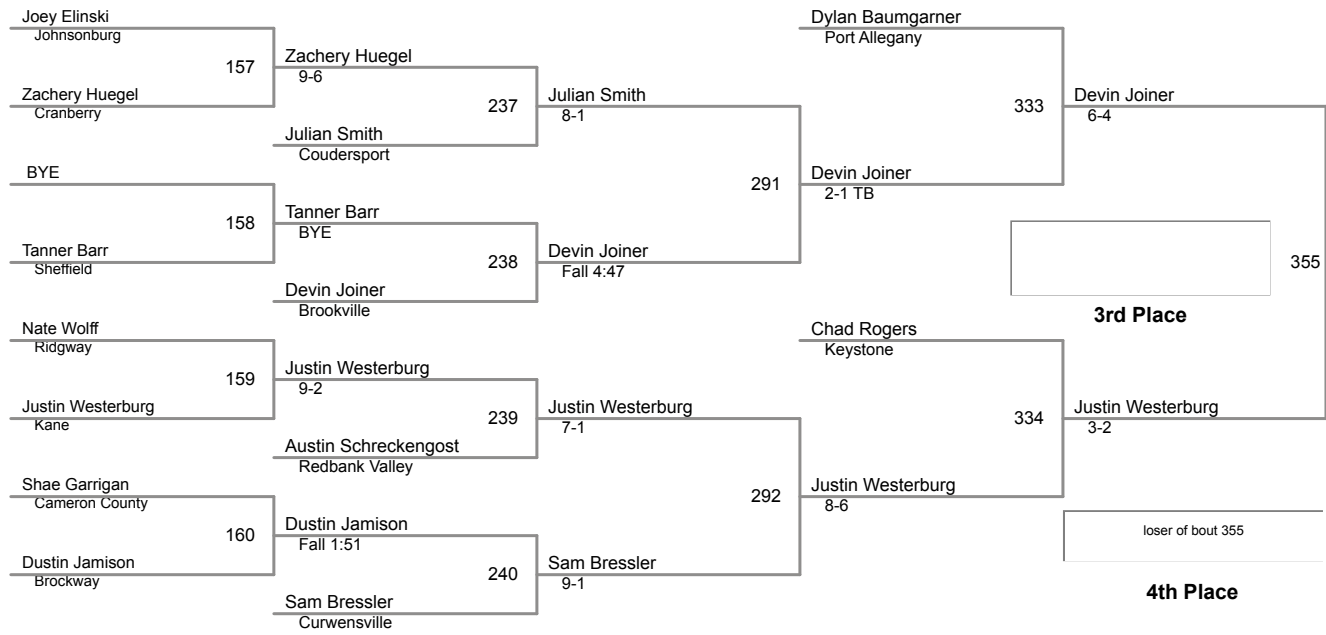 Joey Elinski
Johnsonburg
157
Zachery Huegel
Cranberry
BYE
158
Tanner Barr
Sheffield
Nate Wolff
Ridgway
159
Justin Westerburg
Kane
Shae Garrigan
Cameron County
160
Dustin Jamison
Brockway
Zachery Huegel
9-6
237
Julian Smith
Coudersport
Tanner Barr
BYE
238
Devin Joiner
Brookville
Justin Westerburg
9-2
239
Austin Schreckengost
Redbank Valley
Dustin Jamison
Fall 1:51
240
Sam Bressler
Curwensville
Julian Smith
8-1
291
Devin Joiner
Fall 4:47
Justin Westerburg
7-1
292
Sam Bressler
9-1
Dylan Baumgarner
Port Allegany
333
Devin Joiner
2-1 TB
Chad Rogers
Keystone
334
Justin Westerburg
8-6
Devin Joiner
6-4
355
3rd Place
Justin Westerburg
3-2
loser of bout 355
4th Place